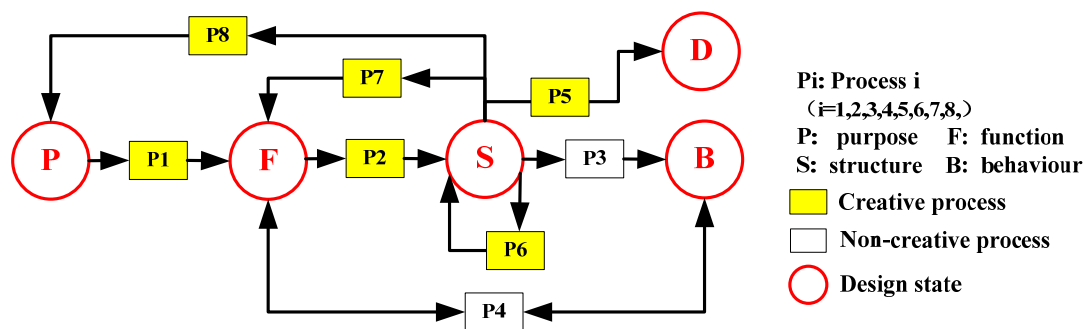 P8
D
P7
P5
P
P1
F
P2
S
P3
B
P6
P4
Pi: Process i
(i=1,2,3,4,5,6,7,8,)
P: purpose F: function
S: structure B: behaviour
Creative process
Non-creative process
Design state